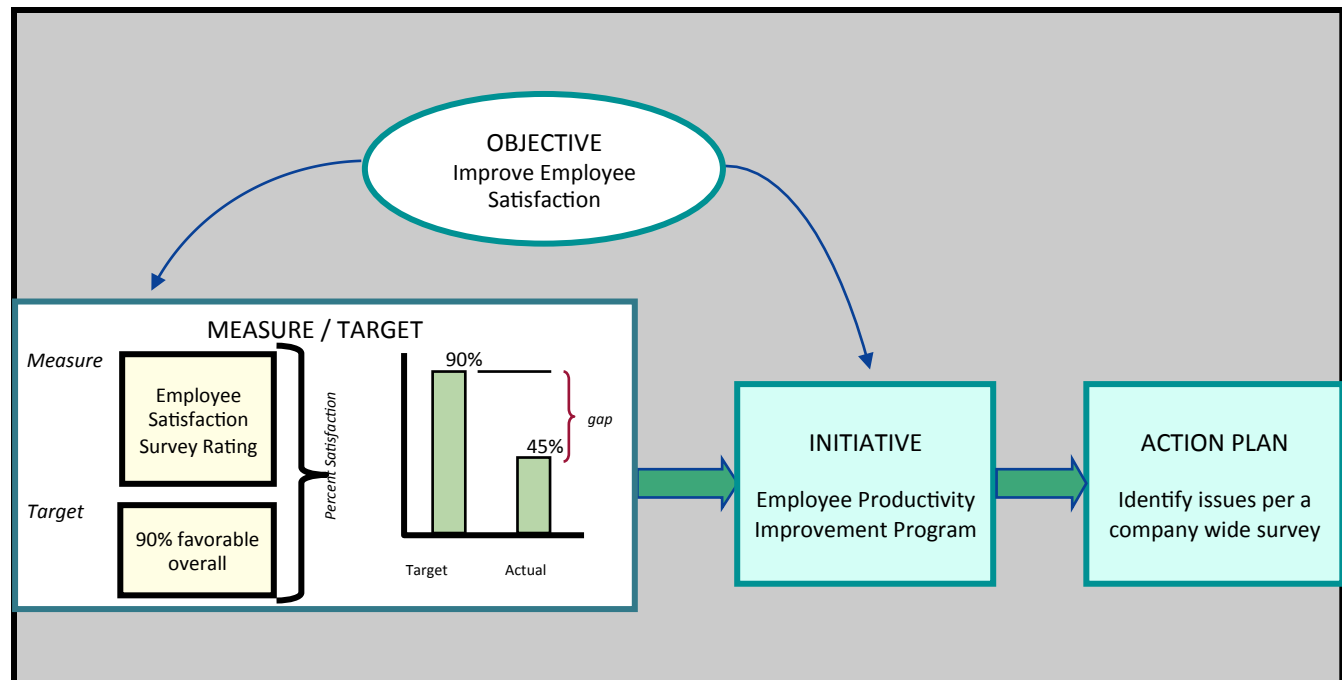 OBJECTIVE
Improve Employee
Satisfaction
MEASURE / TARGET
Measure
Employee
Satisfaction
Survey Rating
Target
90% favorable
overall
Percent Satisfaction
90%
45%
gap
Target
Actual
INITIATIVE
Employee Productivity
Improvement Program
ACTION PLAN
Identify issues per a
company wide survey